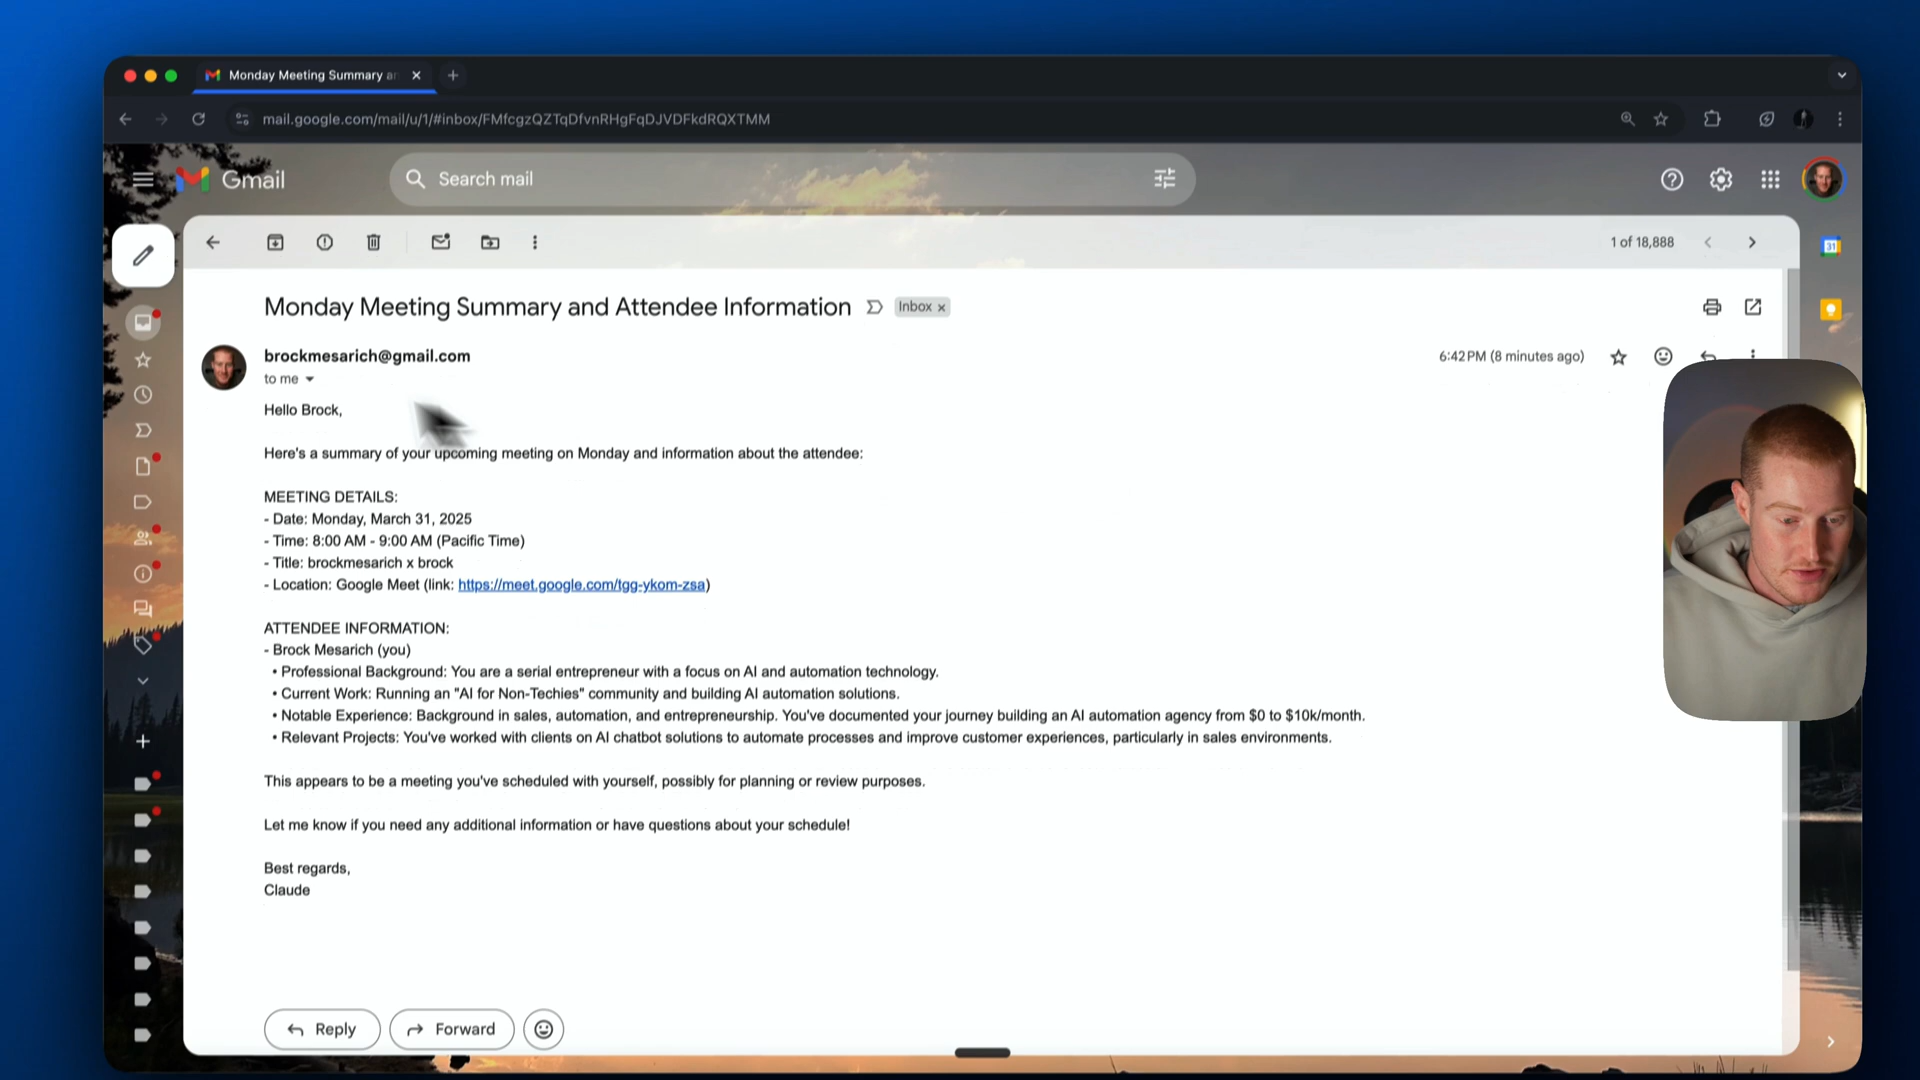 Monday Meeting Summary an
mail.google.com/mail/u/1/#inbox/FMfcgzQZTqDfvnRHgFqDJVDFkdRQXTMM
Gmail
Search mail
1 of 18,888
31
Monday Meeting Summary and Attendee Information
Inbox x
brockmesarich@gmail.com
6:42 PM (8 minutes ago)
to me
Hello Brock,
Here's a summary of your upcoming meeting on Monday and information about the attendee:
MEETING DETAILS:
- Date: Monday, March 31, 2025
- Time: 8:00 AM - 9:00 AM (Pacific Time)
- Title: brockmesarich x brock
- Location: Google Meet (link: https://meet.google.com/tgg-ykom-zsa)
ATTENDEE INFORMATION:
- Brock Mesarich (you)
• Professional Background: You are a serial entrepreneur with a focus on AI and automation technology.
• Current Work: Running an "AI for Non-Techies" community and building AI automation solutions.
• Notable Experience: Background in sales, automation, and entrepreneurship. You've documented your journey building an AI automation agency from $0 to $10k/month.
• Relevant Projects: You've worked with clients on AI chatbot solutions to automate processes and improve customer experiences, particularly in sales environments.
This appears to be a meeting you've scheduled with yourself, possibly for planning or review purposes.
Let me know if you need any additional information or have questions about your schedule!
Best regards,
Claude
Reply
Forward